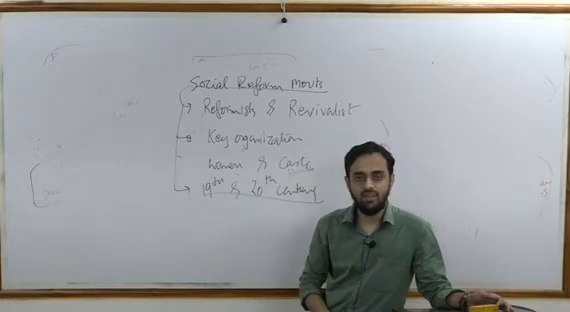 Social Reform Movts
Reformists & Revivalist
Key organization
women & Caste
19th & 20th century